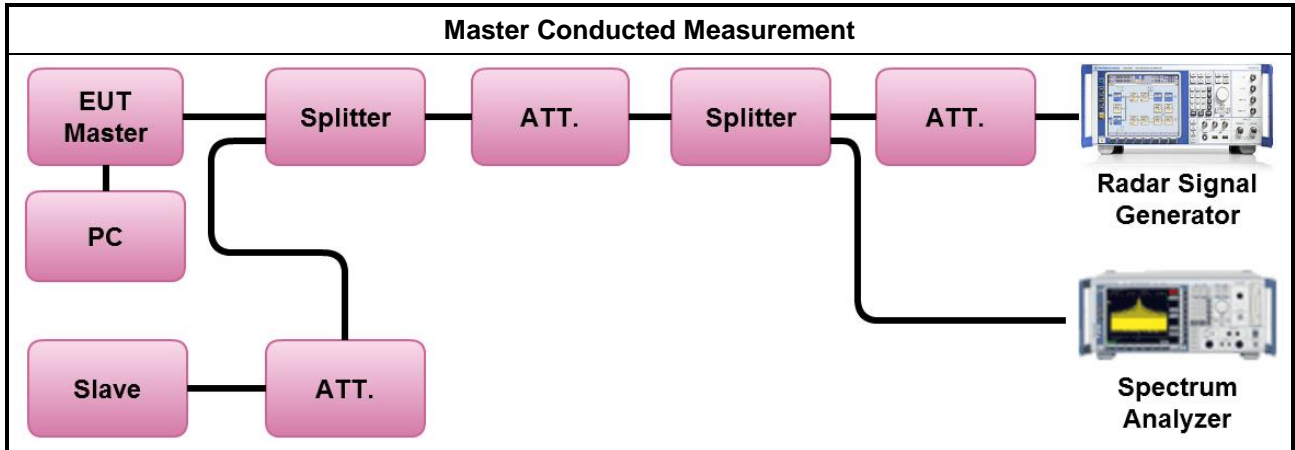 Master Conducted Measurement
EUT
Master
Splitter
ATT.
Splitter
ATT.
Radar Signal
Generator
PC
Slave
ATT.
Spectrum
Analyzer